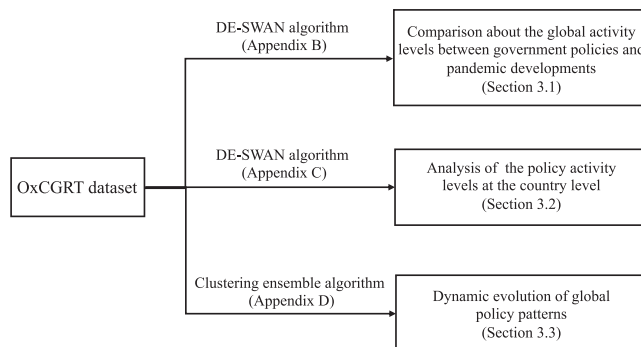 DE-SWAN algorithm
(Appendix B)
Comparison about the global activity
levels between government policies and
pandemic developments
(Section 3.1)
OxCGRT dataset
DE-SWAN algorithm
(Appendix C)
Analysis of the policy activity
levels at the country level
(Section 3.2)
Clustering ensemble algorithm
(Appendix D)
Dynamic evolution of global
policy patterns
(Section 3.3)